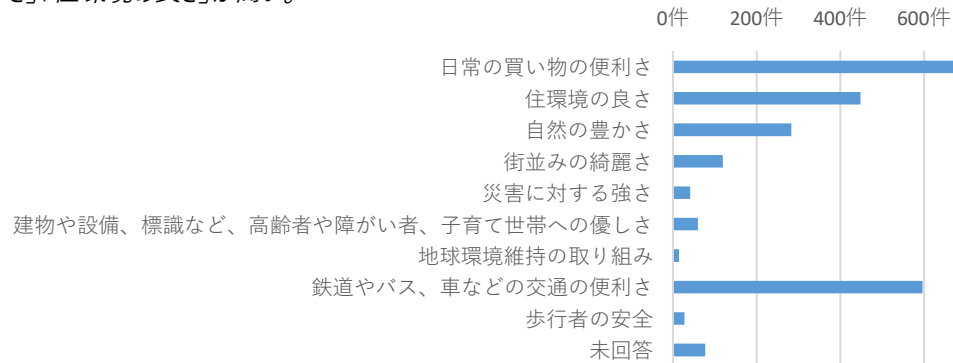 0件 200件 400件 600件
日常の買い物の便利さ
住環境の良さ
自然の豊かさ
街並みの綺麗さ
災害に対する強さ
建物や設備、標識など、高齢者や障がい者、子育て世帯への優しさ
地球環境維持の取り組み
鉄道やバス、車などの交通の便利さ
歩行者の安全
未回答